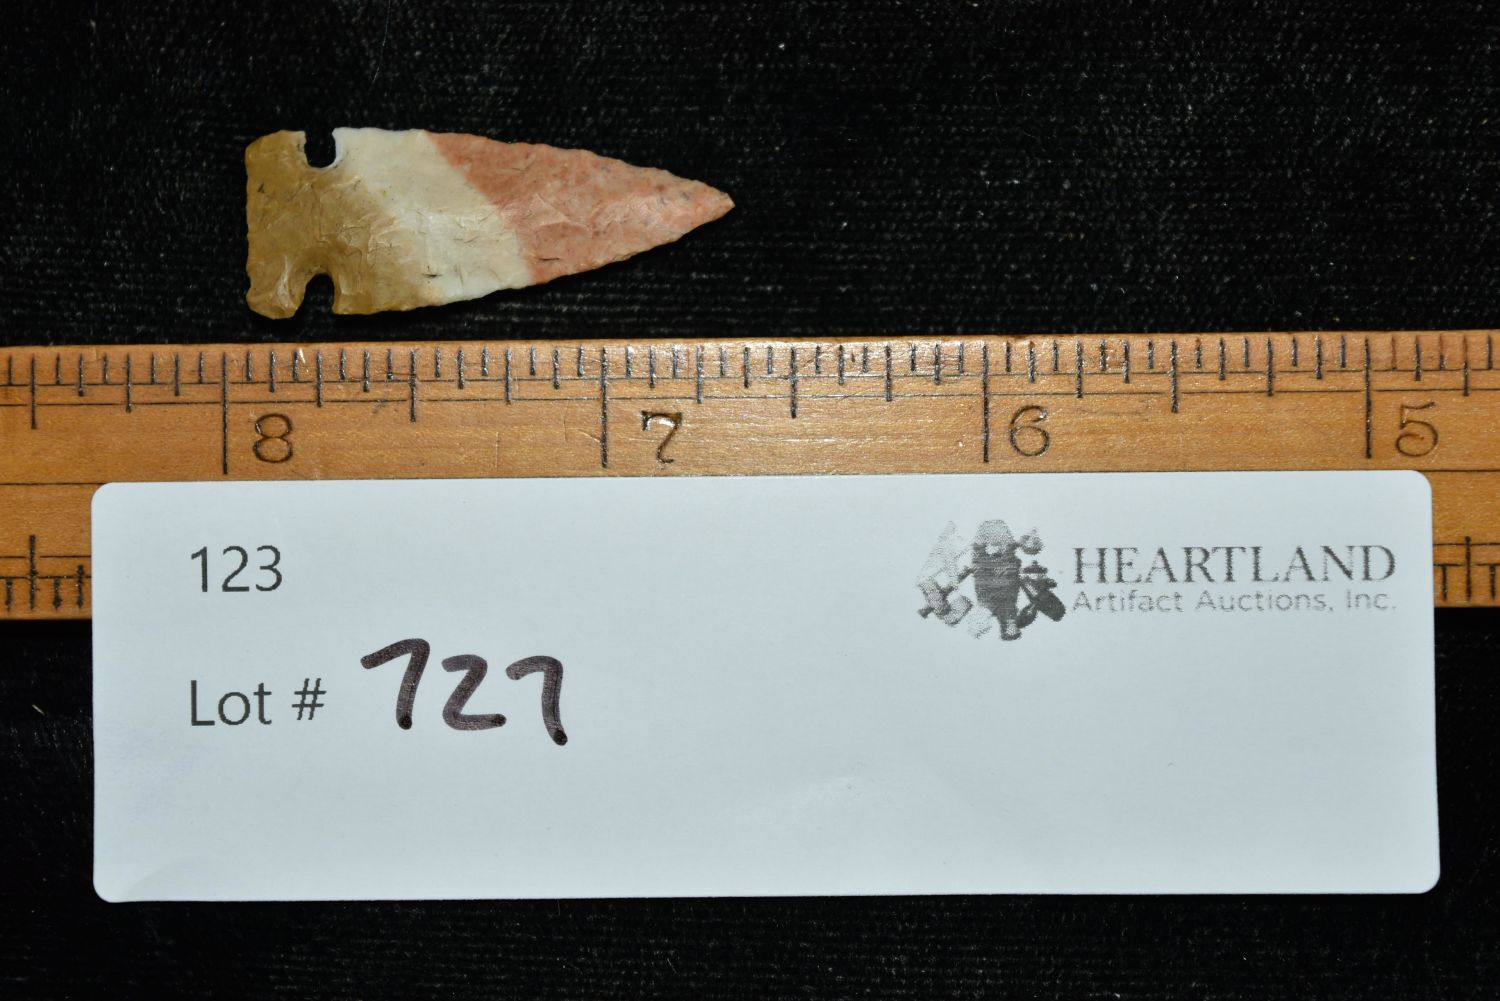 8 7 6 5
123
HEARTLAND
Artifact Auctions, Inc.
Lot # 727